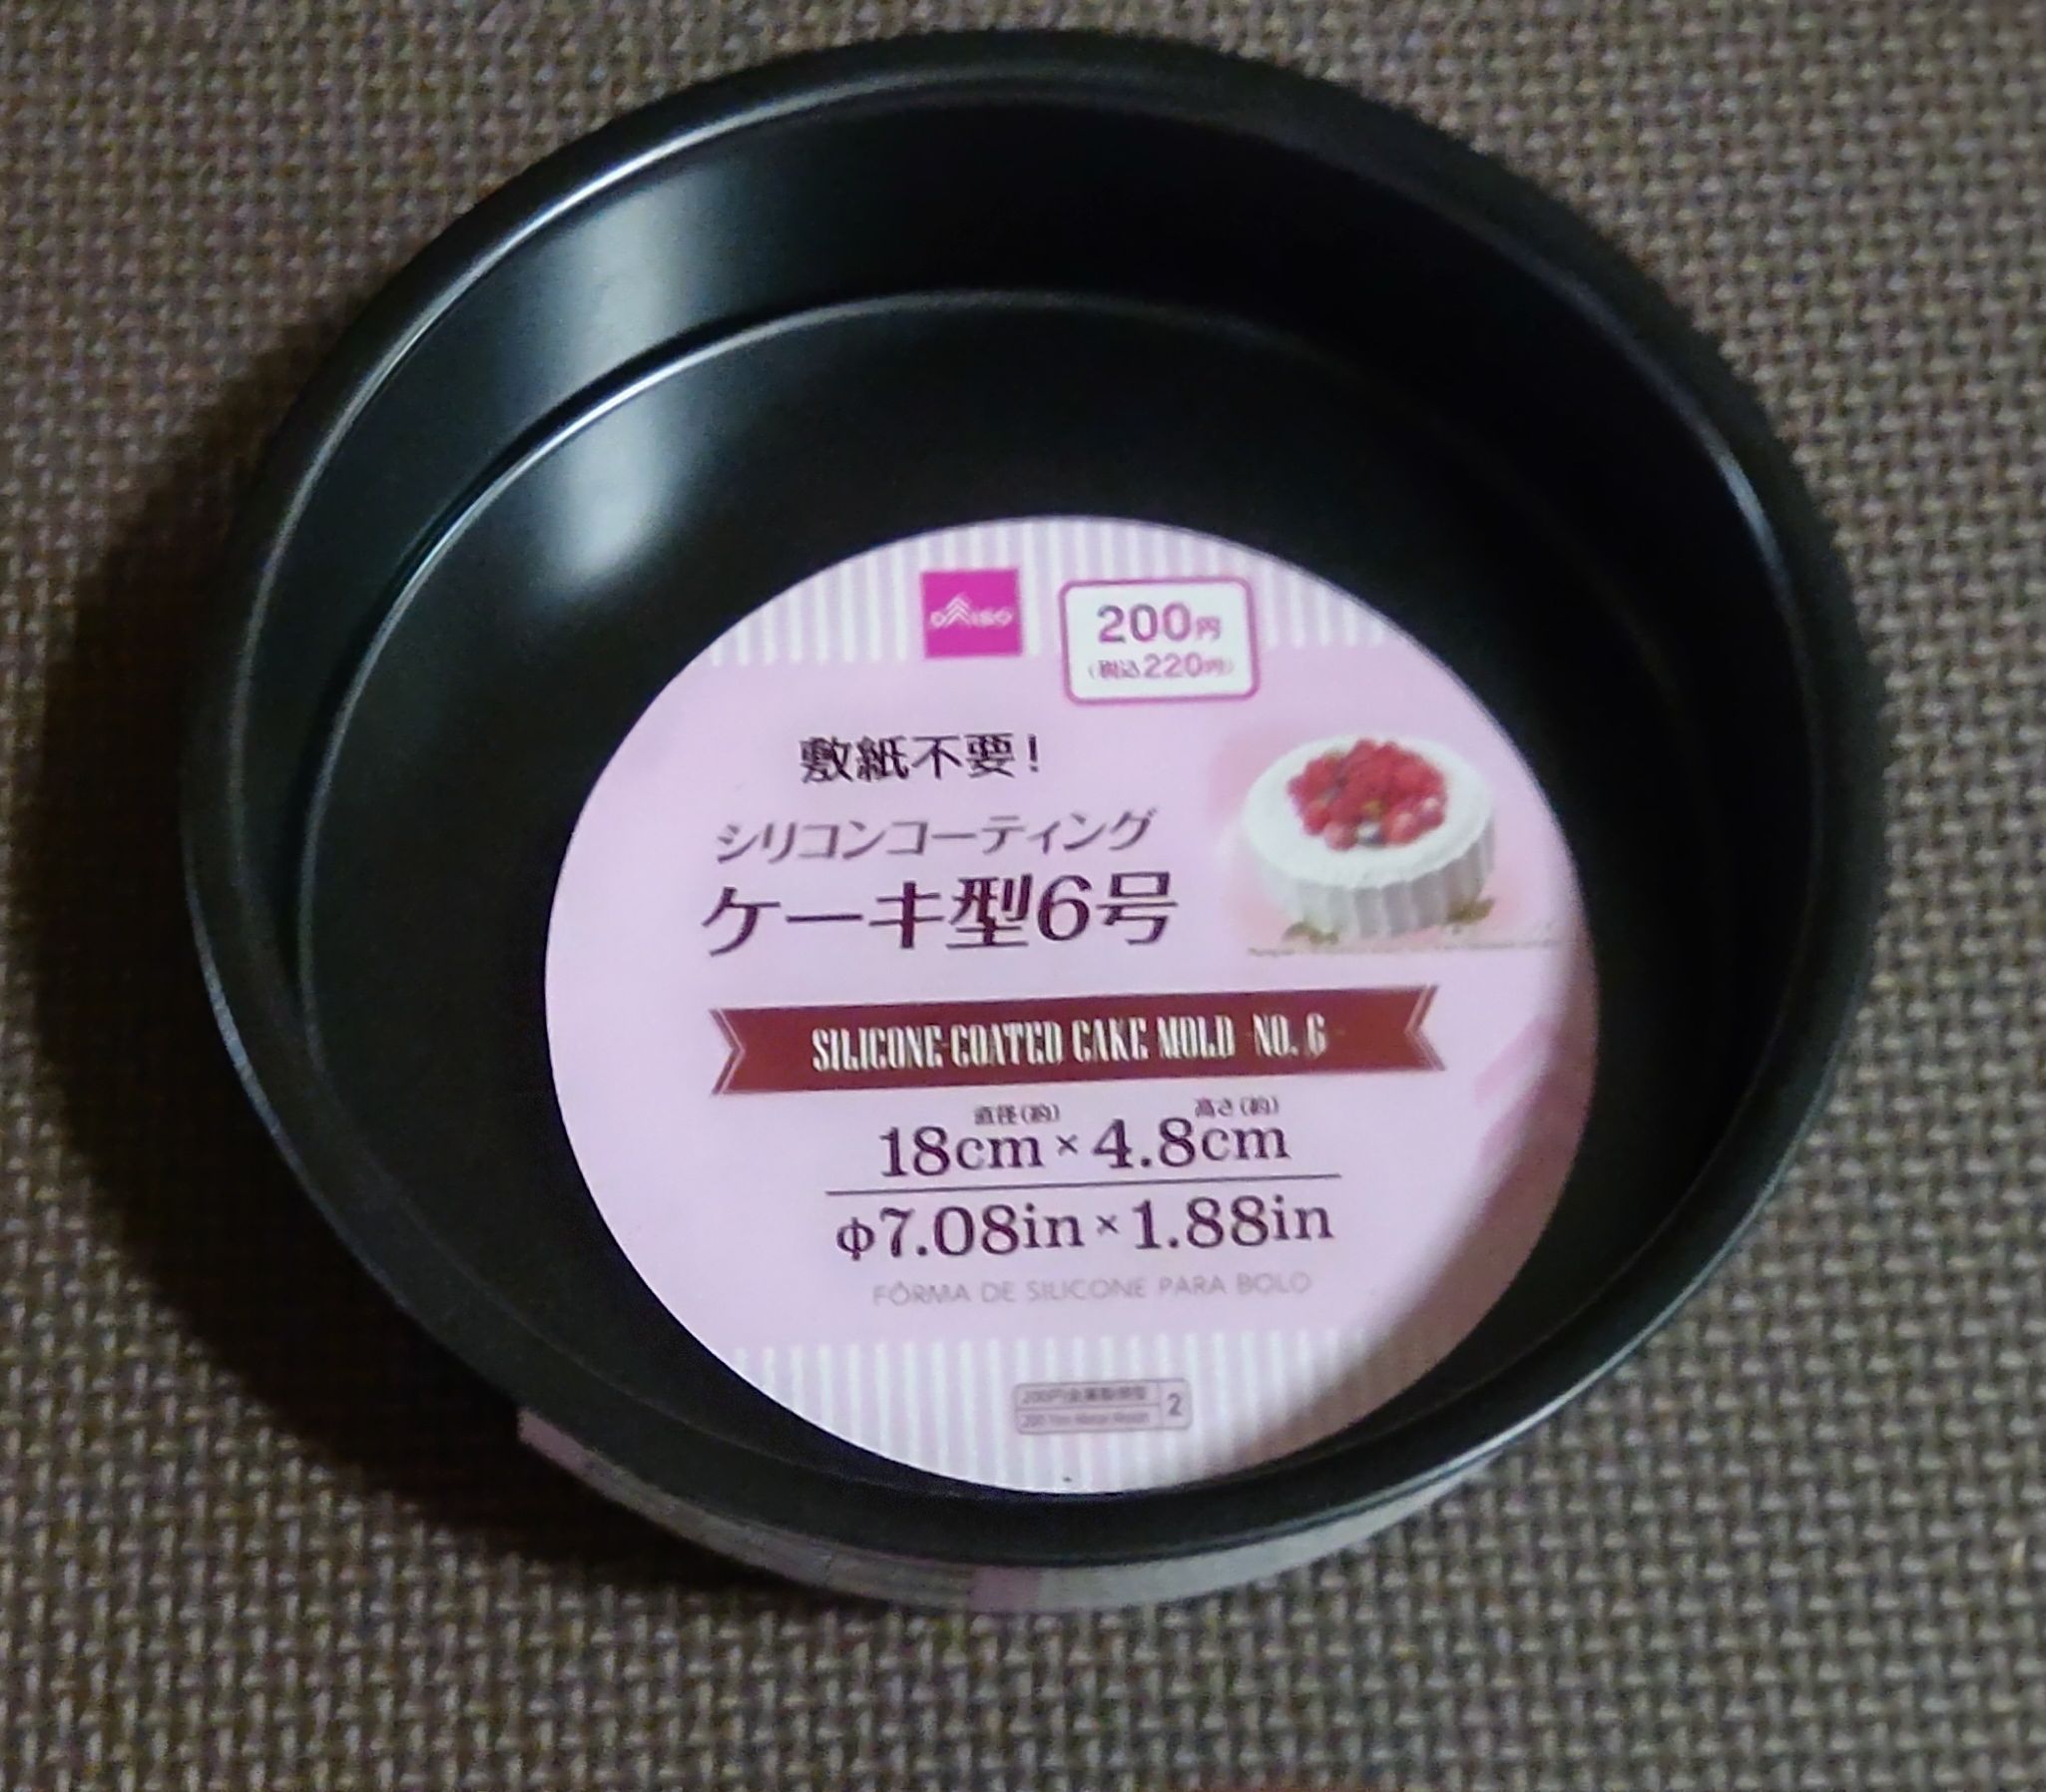 DAISO
200円
(税込220円)
敷紙不要!
シリコンコーティング
ケーキ型6号
SILICONE-COATED CAKE MOLD -NO. 6-
直径(約) 高さ(約)
18cm×4.8cm
Φ7.08in×1.88in
FÔRMA DE SILICONE PARA BOLO
2